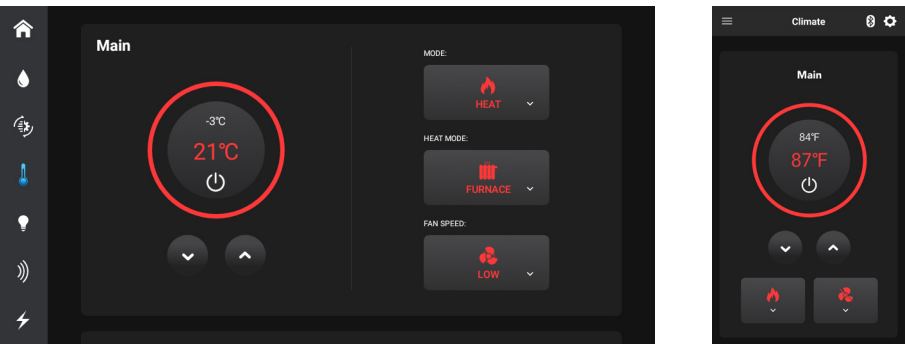 Main
-3°C
21°C
MODE:
HEAT
HEAT MODE:
FURNACE
FAN SPEED:
LOW
Climate
Main
84°F
87°F